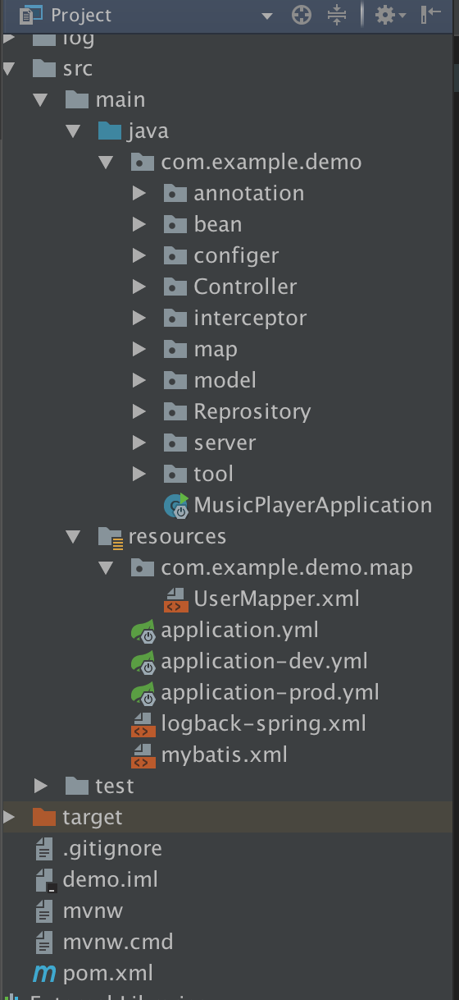 Project
log
src
main
java
com.example.demo
annotation
bean
configer
Controller
interceptor
map
model
Reprository
server
tool
MusicPlayerApplication
resources
com.example.demo.map
UserMapper.xml
application.yml
application-dev.yml
application-prod.yml
logback-spring.xml
mybatis.xml
test
target
.gitignore
demo.iml
mvnw
mvnw.cmd
pom.xml